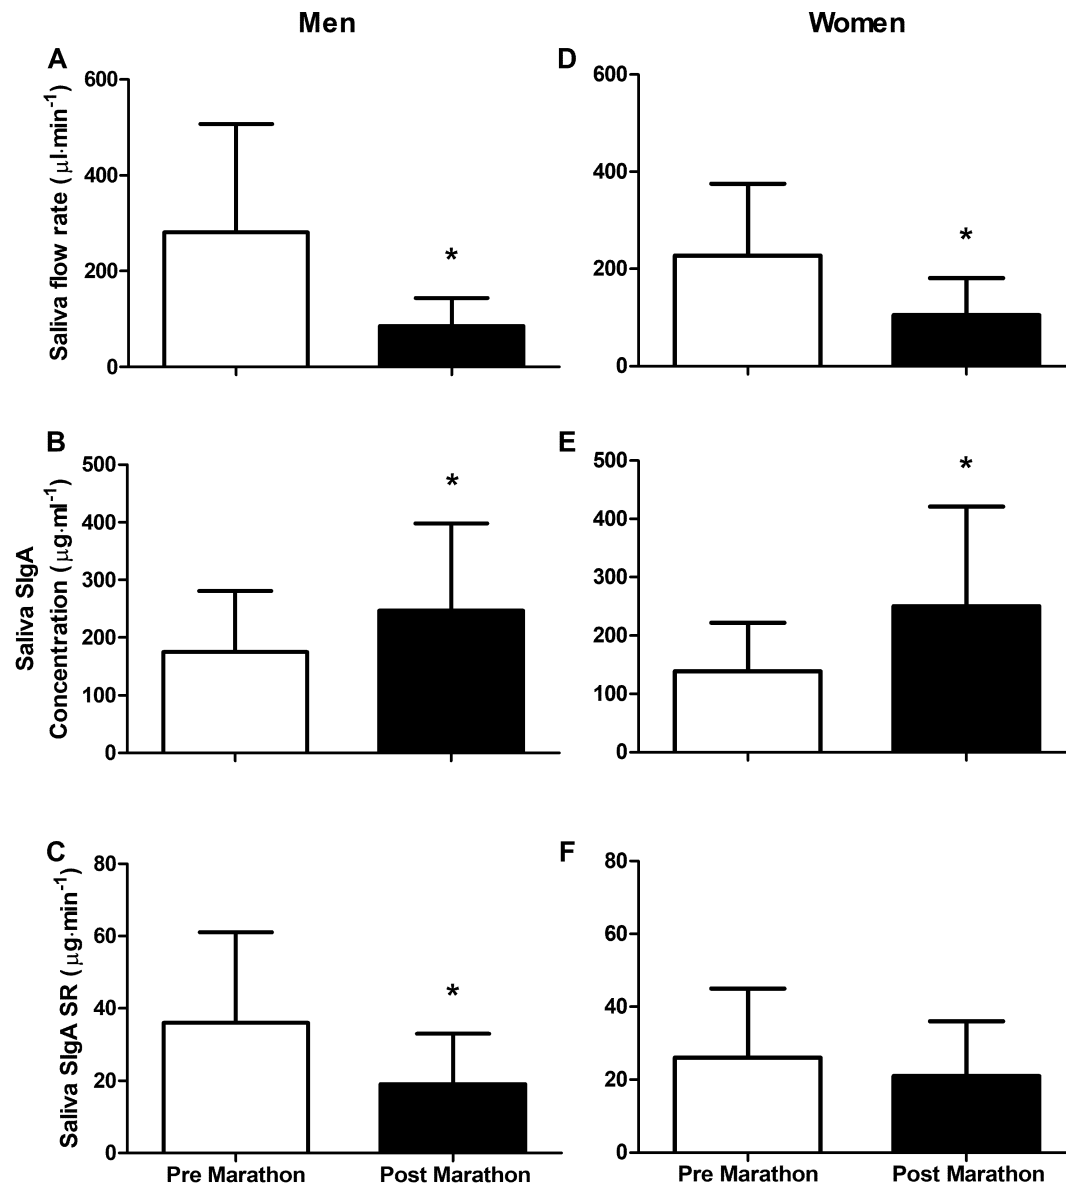 Men
Women
A
Saliva flow rate (μl·min⁻¹)
600
400
200
0
*
D
600
400
200
0
*
B
Saliva SIgA
Concentration (μg·ml⁻¹)
500
400
300
200
100
0
*
E
500
400
300
200
100
0
*
C
Saliva SIgA SR (μg·min⁻¹)
80
60
40
20
0
*
Pre Marathon
Post Marathon
F
80
60
40
20
0
Pre Marathon
Post Marathon